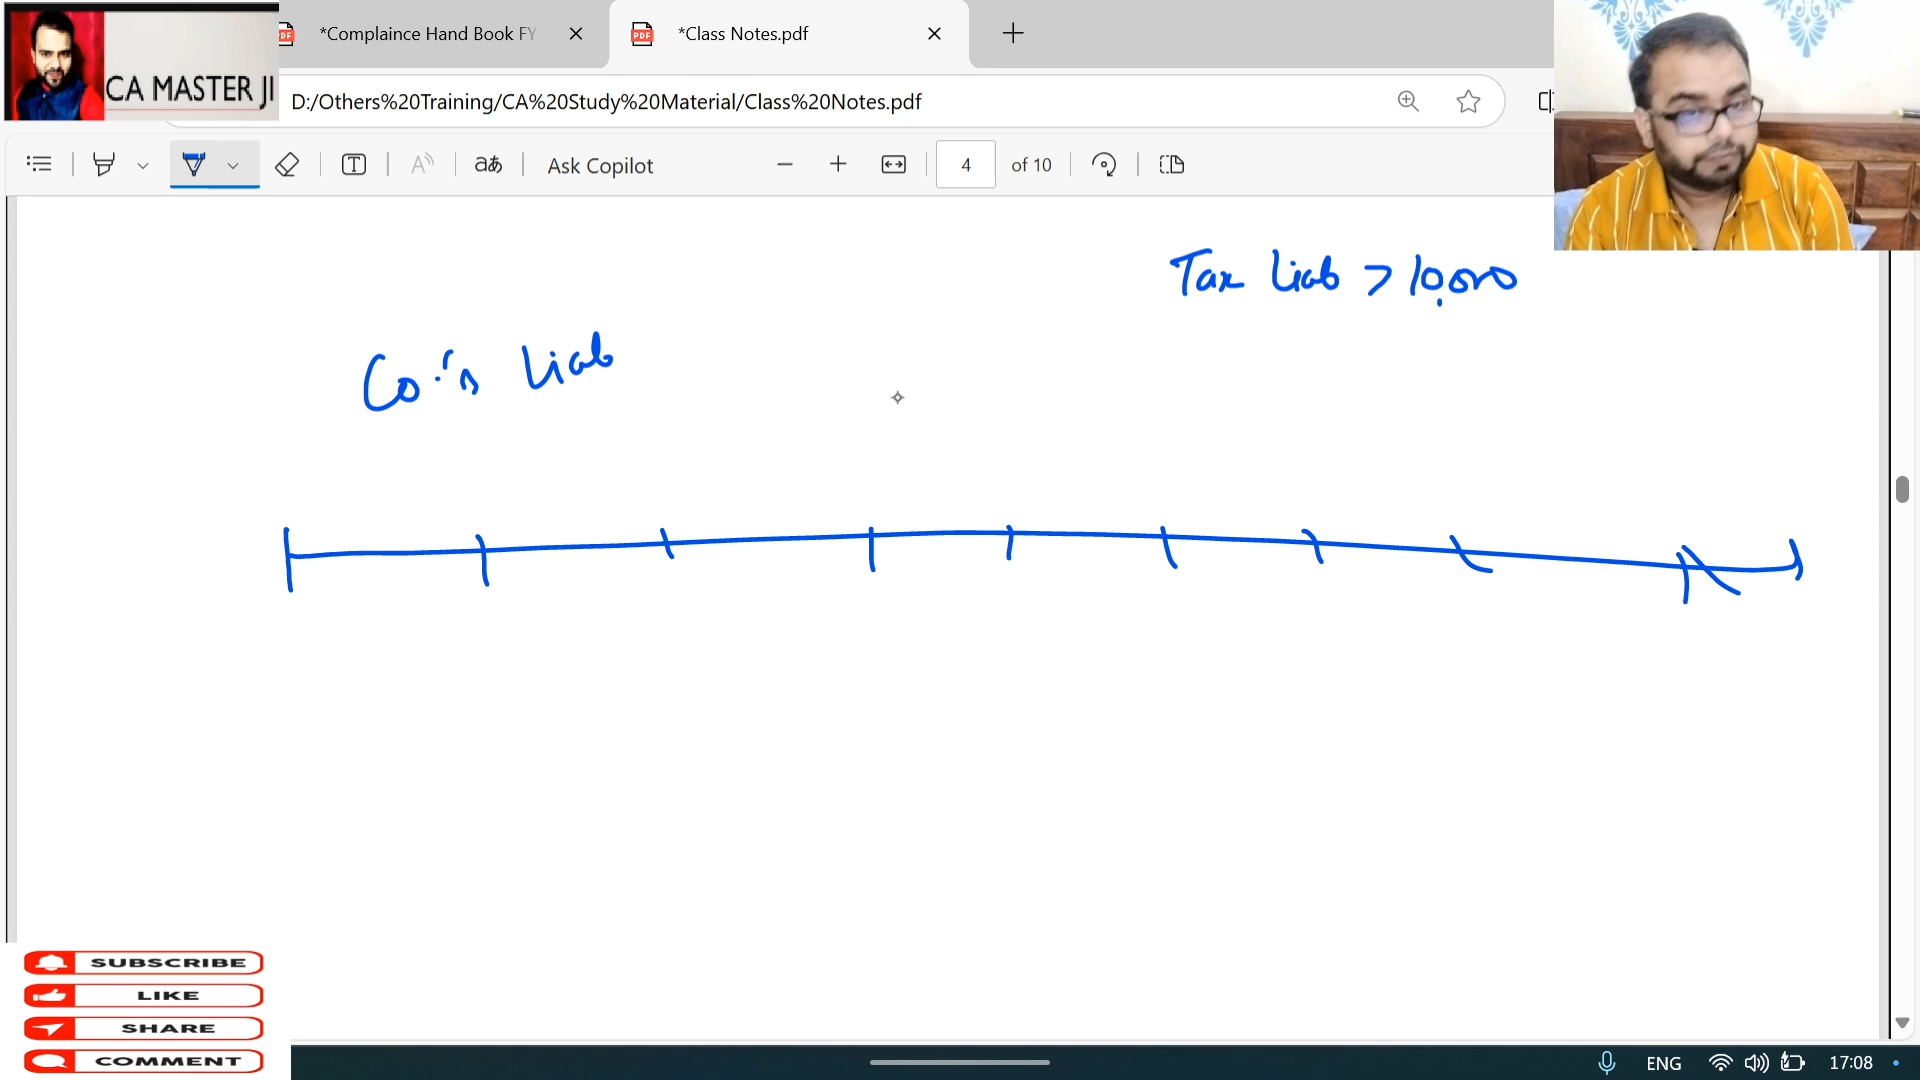 CA MASTER JI
*Complaince Hand Book FY
*Class Notes.pdf
D:/Others%20Training/CA%20Study%20Material/Class%20Notes.pdf
Ask Copilot
4 of 10
Tax Liab > 10,000
Co.'s Liab
SUBSCRIBE
LIKE
SHARE
COMMENT
ENG
17:08